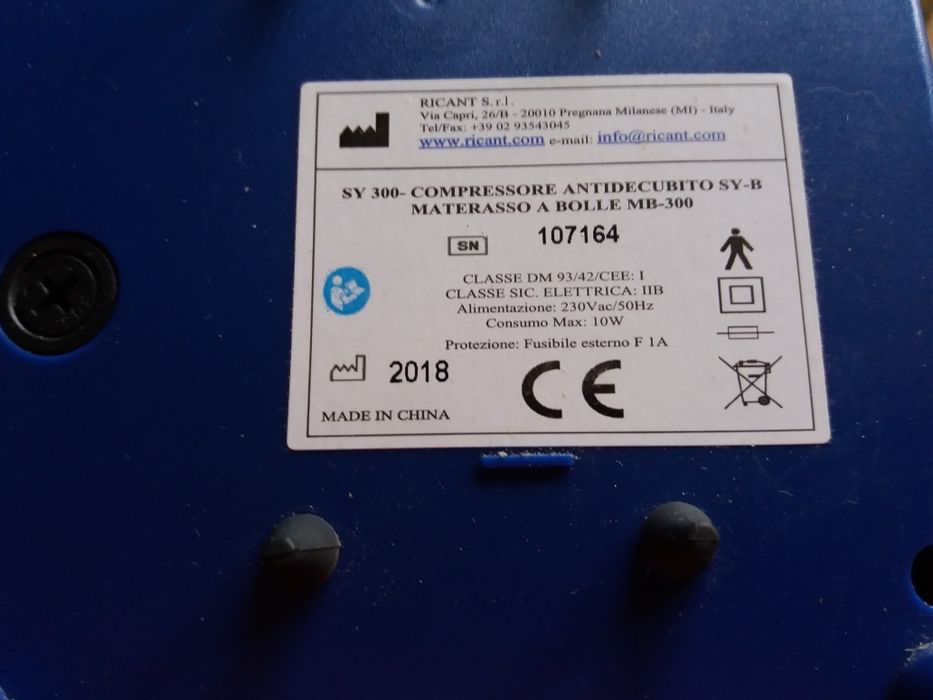 RICANT S.r.l.
Via Capri, 26/B - 20010 Pregnana Milanese (MI) - Italy
Tel/Fax: +39 02 93543045
www.ricant.com e-mail: info@ricant.com
SY 300- COMPRESSORE ANTIDECUBITO SY-B
MATERASSO A BOLLE MB-300
SN 107164
CLASSE DM 93/42/CEE: I
CLASSE SIC. ELETTRICA: IIB
Alimentazione: 230Vac/50Hz
Consumo Max: 10W
Protezione: Fusibile esterno F 1A
2018
CE
MADE IN CHINA